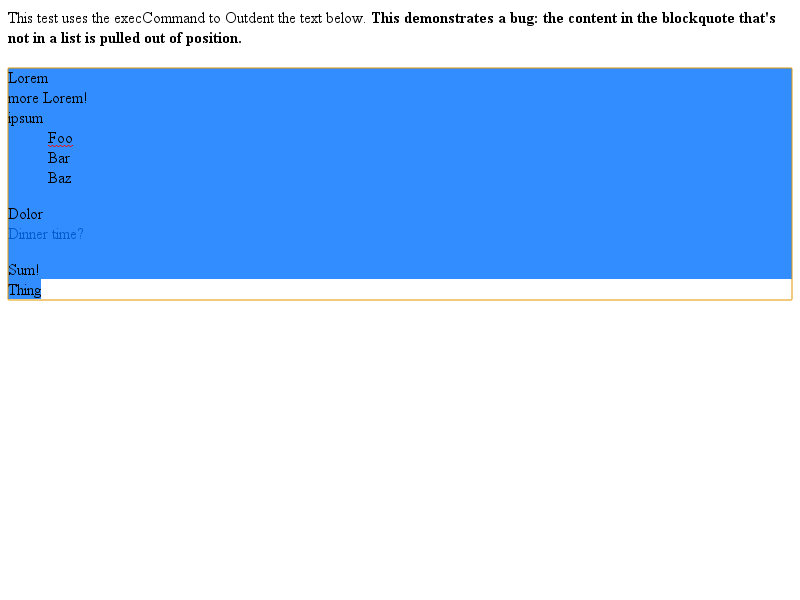 This test uses the execCommand to Outdent the text below. This demonstrates a bug: the content in the blockquote that's
not in a list is pulled out of position.
Lorem
more Lorem!
ipsum
Foo
Bar
Baz
Dolor
Dinner time?
Sum!
Thing